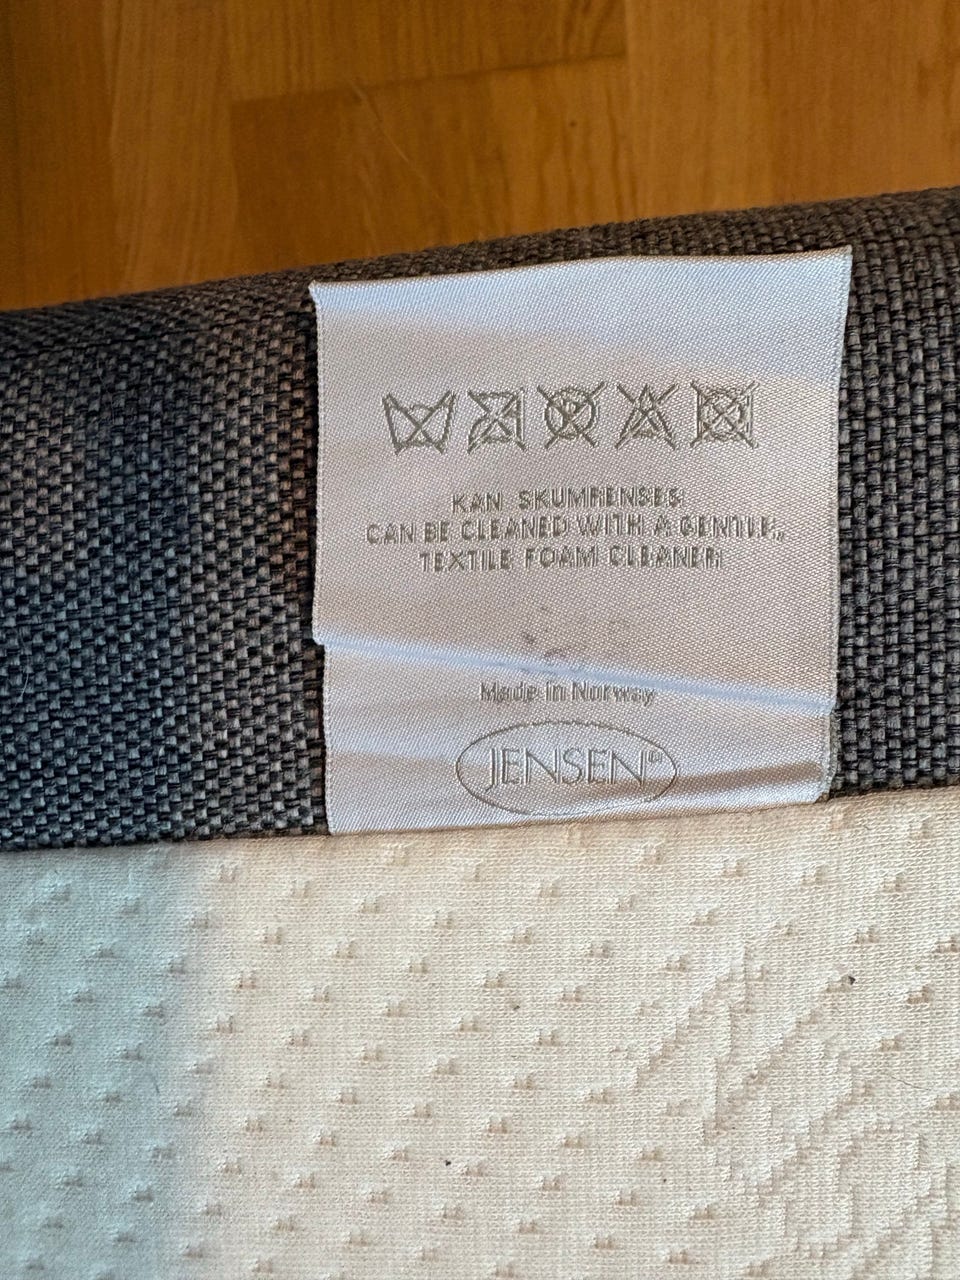 KAN SKUMRENSES
CAN BE CLEANED WITH A GENTLE,
TEXTILE FOAM CLEANER
Made in Norway
JENSEN